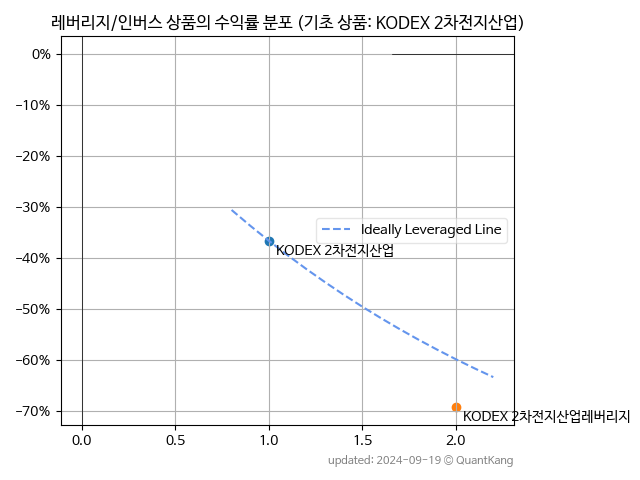 레버리지/인버스 상품의 수익률 분포 (기초 상품: KODEX 2차전지산업)
0%
−10%
−20%
−30%
Ideally Leveraged Line
−40%
KODEX 2차전지산업
−50%
−60%
−70%
KODEX 2차전지산업레버리지
0.0 0.5 1.0 1.5 2.0
updated: 2024-09-19 © QuantKang